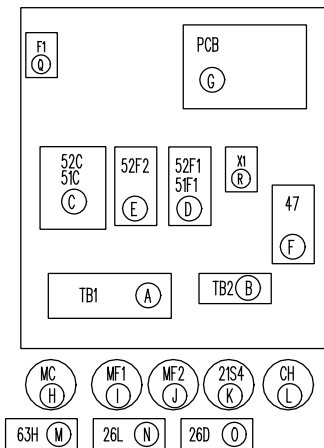 F1
Q
PCB
G
52C
51C
C
52F2
E
52F1
51F1
D
X1
R
47
F
TB1 A
TB2 B
MC
H
MF1
I
MF2
J
21S4
K
CH
L
63H M
26L N
26D O